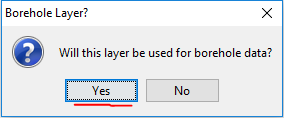 Borehole Layer?
Will this layer be used for borehole data?
Yes
No